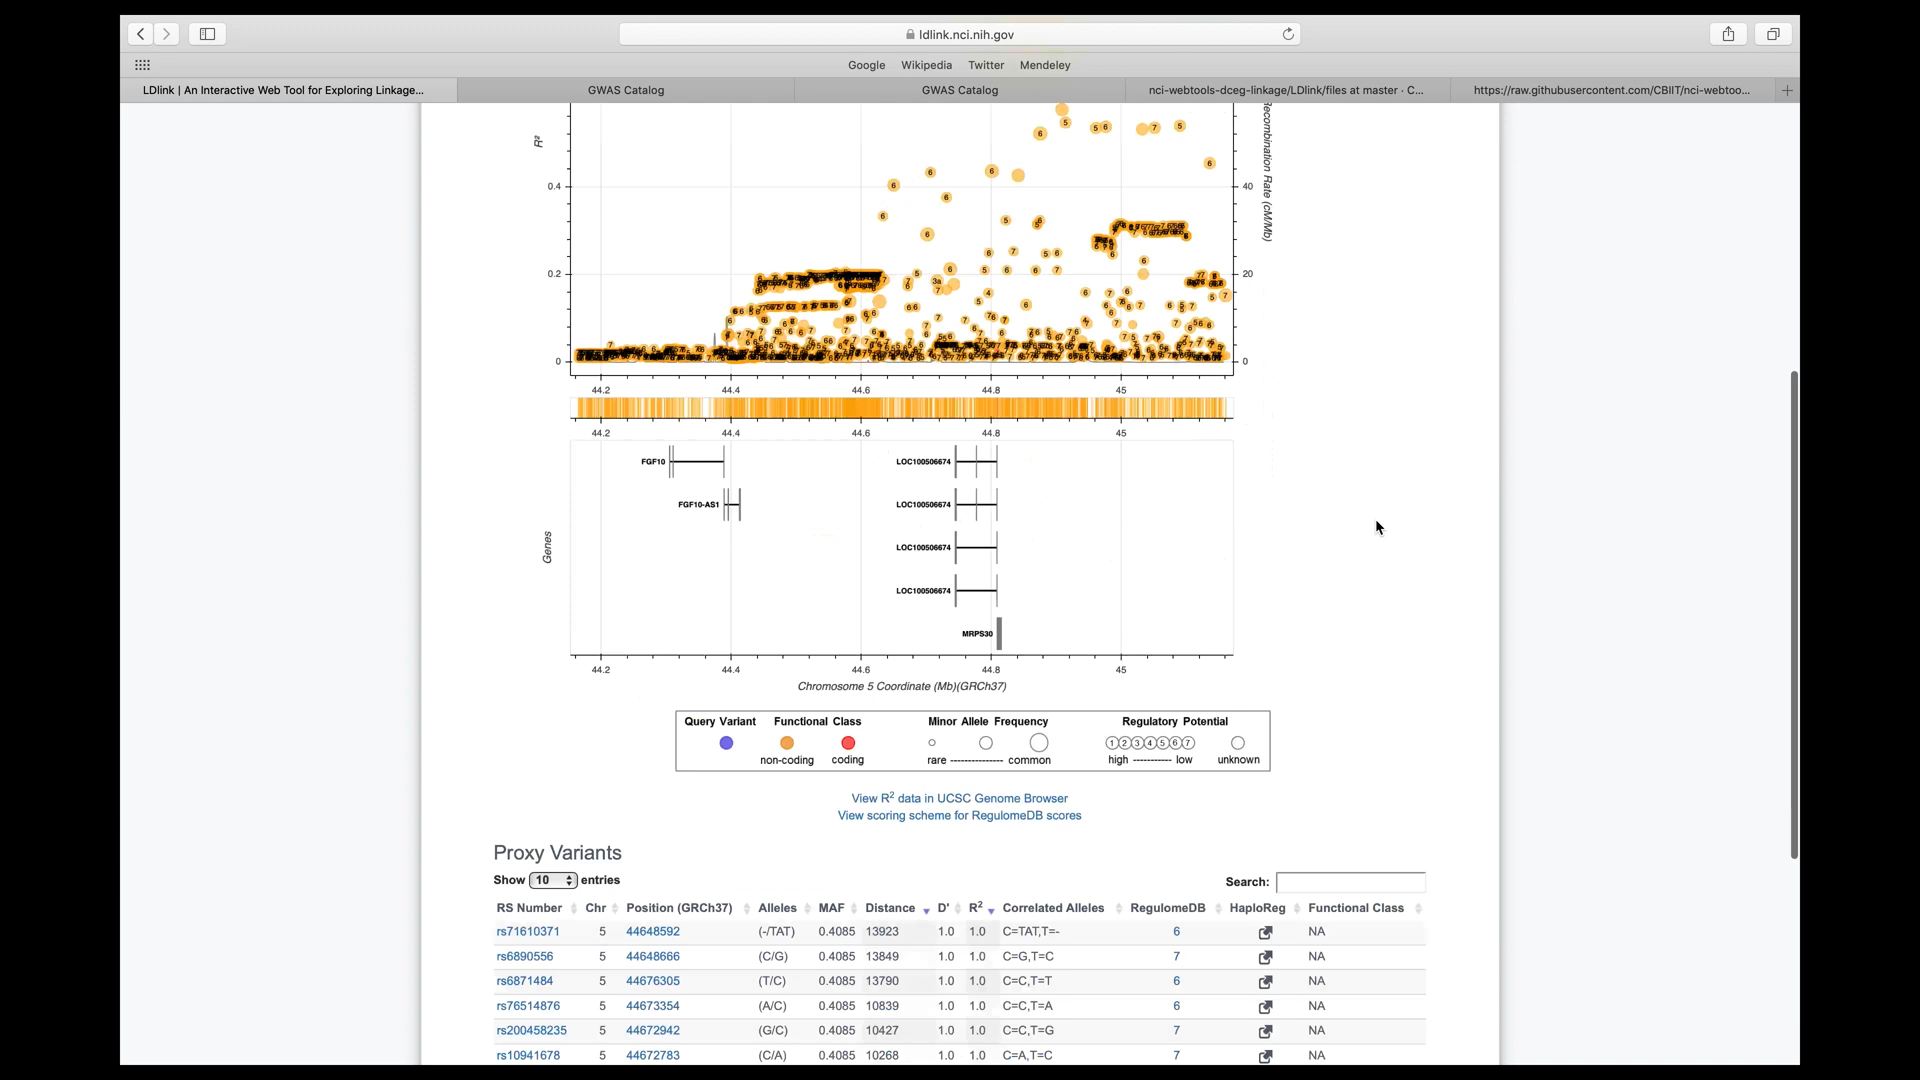 ldlink.nci.nih.gov
Google Wikipedia Twitter Mendeley
LDlink | An Interactive Web Tool for Exploring Linkage...
GWAS Catalog
GWAS Catalog
nci-webtools-dceg-linkage/LDlink/files at master · C...
https://raw.githubusercontent.com/CBIIT/nci-webtoo...
R²
Recombination Rate (cM/Mb)
0.4 40
0.2 20
0 0
44.2 44.4 44.6 44.8 45
44.2 44.4 44.6 44.8 45
FGF10 LOC100506674
FGF10-AS1 LOC100506674
Genes
LOC100506674
LOC100506674
MRPS30
44.2 44.4 44.6 44.8 45
Chromosome 5 Coordinate (Mb)(GRCh37)
Query Variant Functional Class Minor Allele Frequency Regulatory Potential
1 2 3 4 5 6 7
non-coding coding rare -------------- common high ---------- low unknown
View R² data in UCSC Genome Browser
View scoring scheme for RegulomeDB scores
Proxy Variants
Show 10 entries
Search:
RS Number Chr Position (GRCh37) Alleles MAF Distance D' R² Correlated Alleles RegulomeDB HaploReg Functional Class
rs71610371 5 44648592 (-/TAT) 0.4085 13923 1.0 1.0 C=TAT,T=- 6 NA
rs6890556 5 44648666 (C/G) 0.4085 13849 1.0 1.0 C=G,T=C 7 NA
rs6871484 5 44676305 (T/C) 0.4085 13790 1.0 1.0 C=C,T=T 6 NA
rs76514876 5 44673354 (A/C) 0.4085 10839 1.0 1.0 C=C,T=A 6 NA
rs200458235 5 44672942 (G/C) 0.4085 10427 1.0 1.0 C=C,T=G 7 NA
rs10941678 5 44672783 (C/A) 0.4085 10268 1.0 1.0 C=A,T=C 7 NA